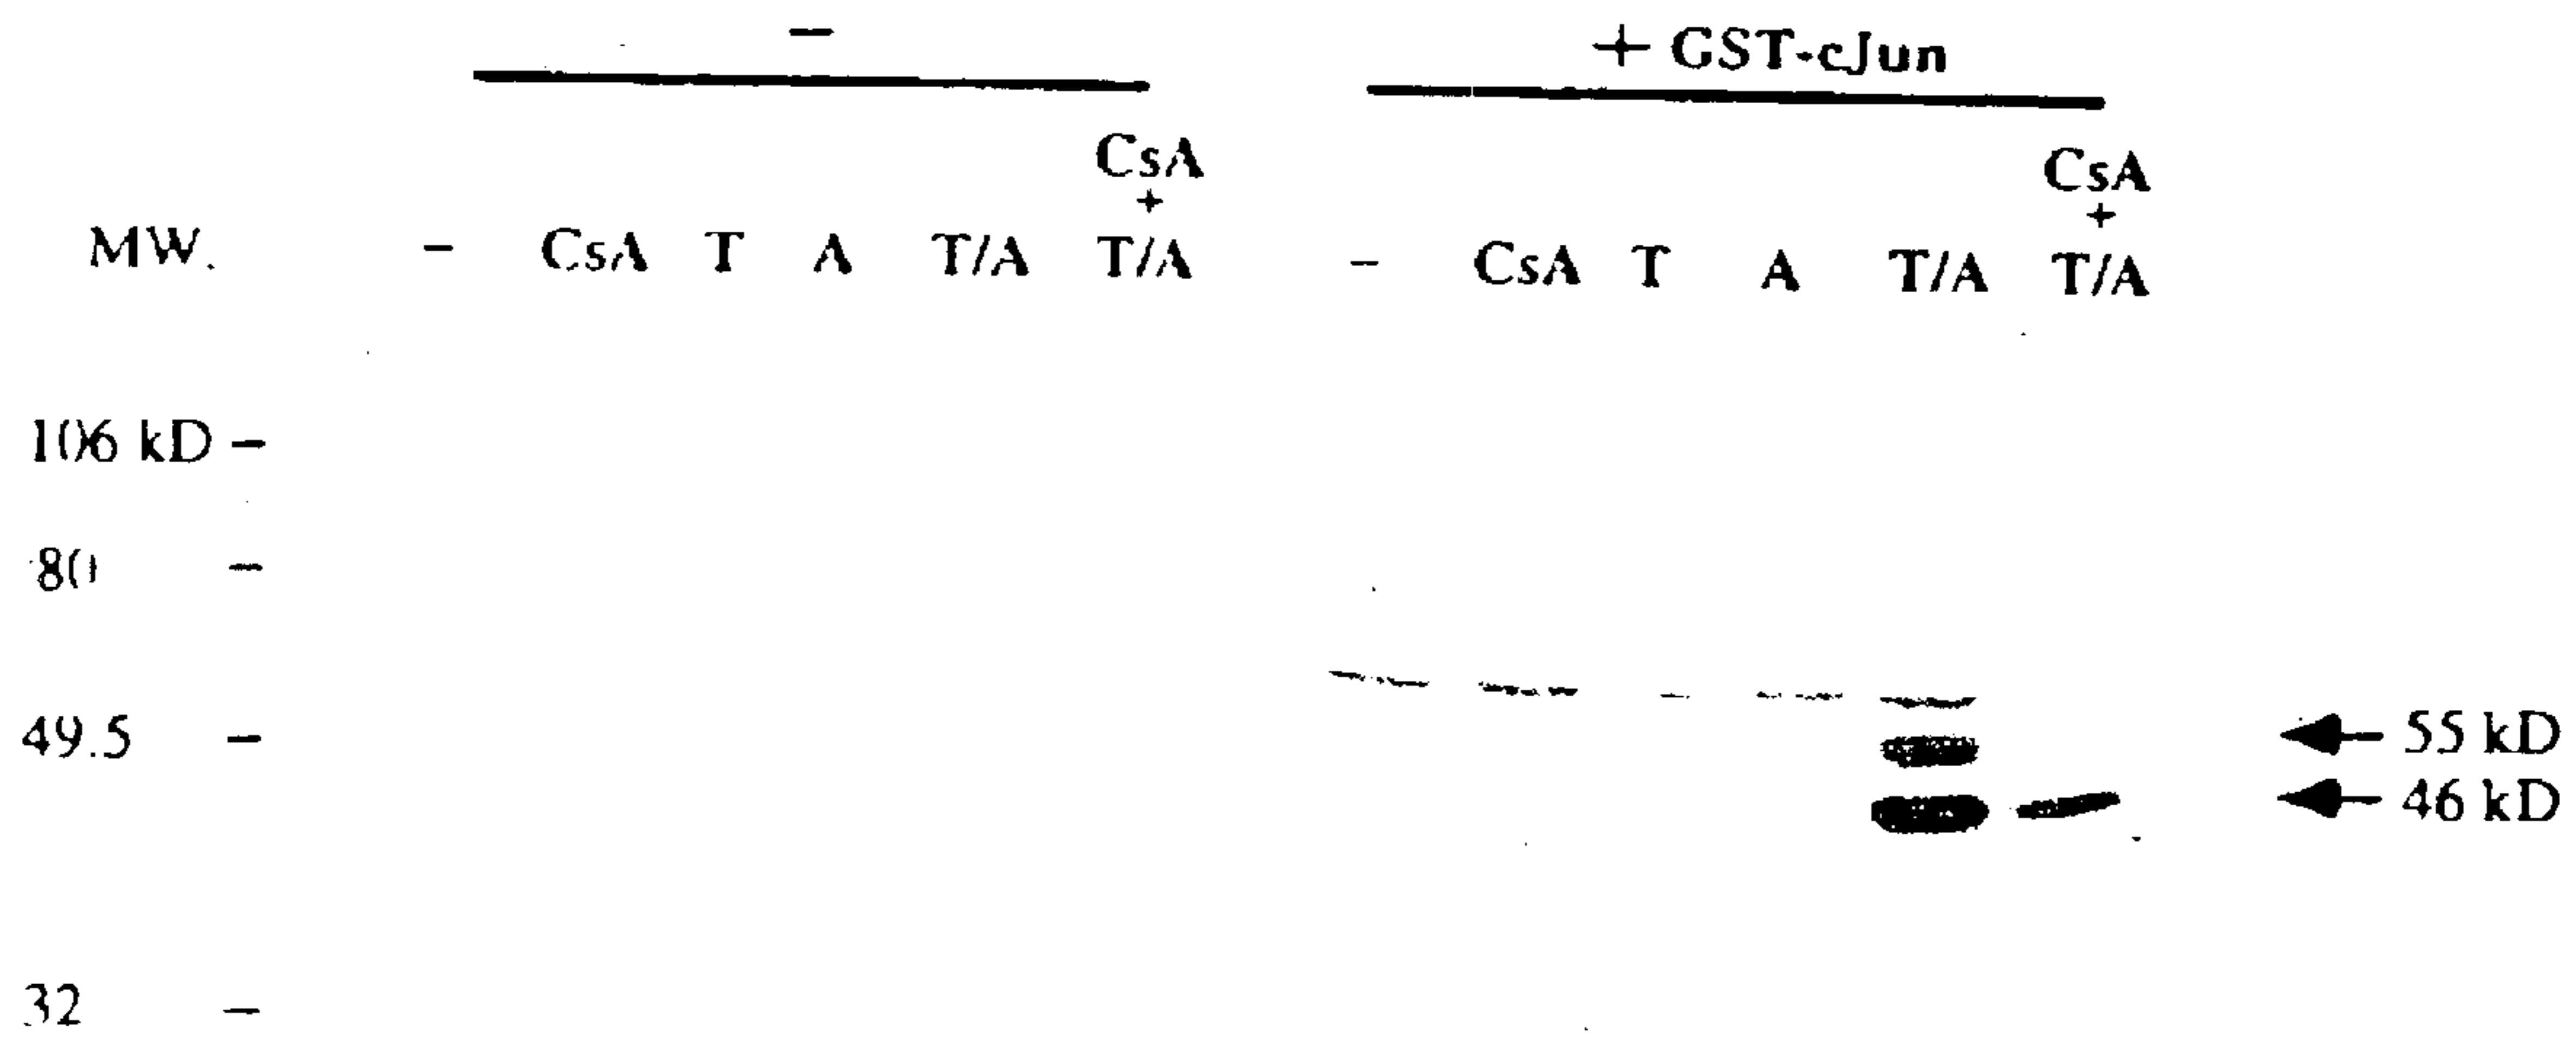 − + GST-cJun
CsA CsA
+ +
MW. − CsA T A T/A T/A − CsA T A T/A T/A
106 kD −
80 −
49.5 − 55 kD
46 kD
32 −